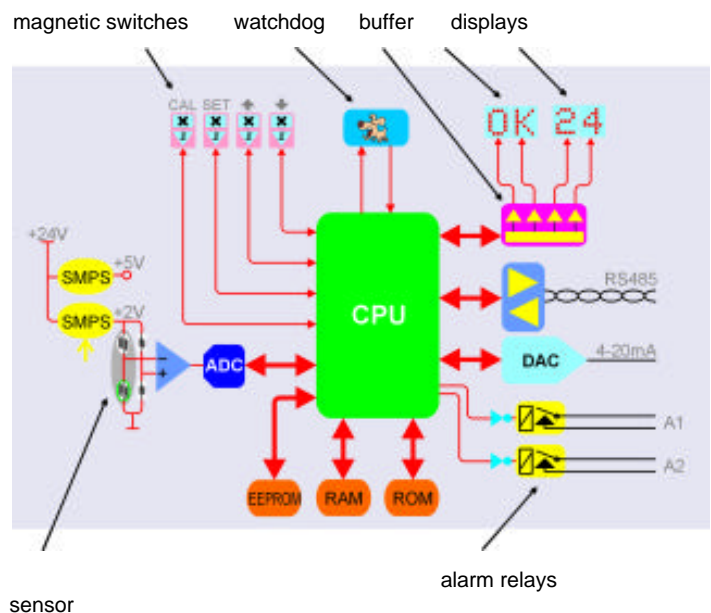 magnetic switches watchdog buffer displays
CAL SET
OK 24
+24V
+5V
SMPS
RS485
+2V
SMPS
CPU
4-20mA
ADC
DAC
A1
A2
EEPROM RAM ROM
alarm relays
sensor